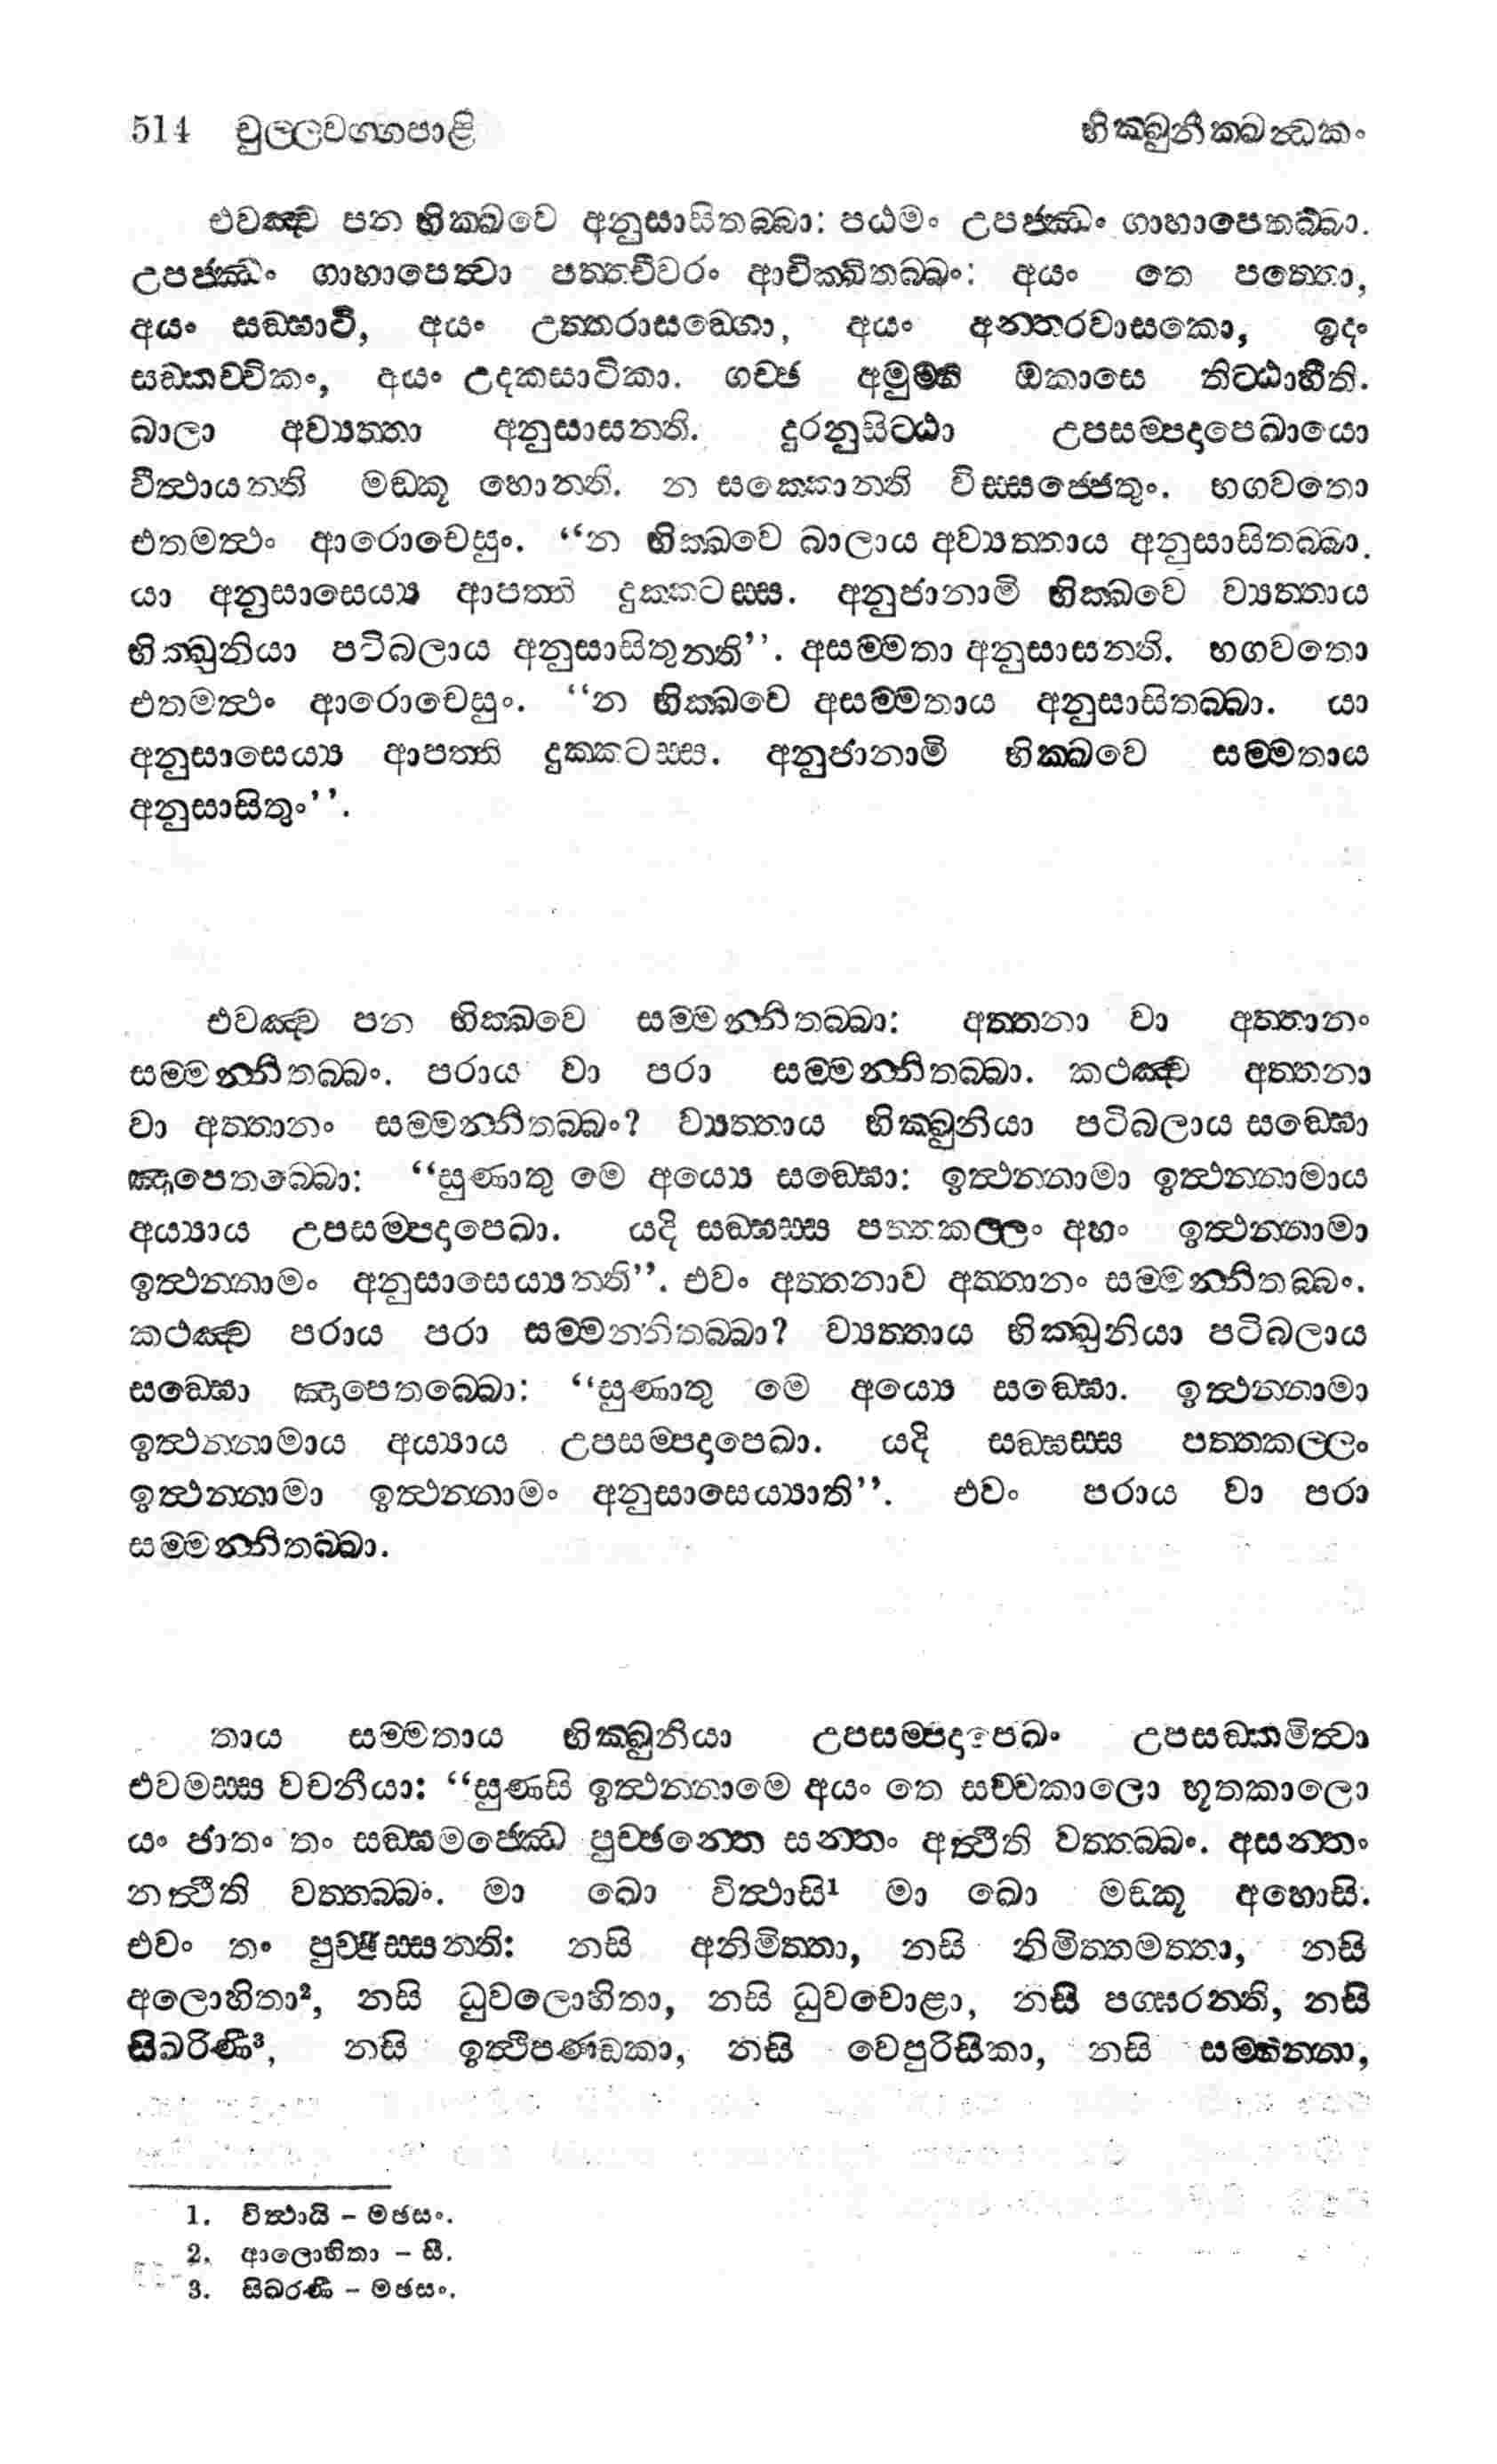 514 චුල්ලවග්ගපාළි භික්ඛුනීක්ඛන්ධකං
එවඤ්ච පන භික්ඛවෙ අනුසාසිතබ්බා: පඨමං උපජ්ඣං ගාහාපෙතබ්බා.
උපජ්ඣං ගාහාපෙත්වා පත්තචීවරං ආචික්ඛිතබ්බං: අයං තෙ පත්තො,
අයං සඞ්ඝාටි, අයං උත්තරාසඞ්ගො, අයං අන්තරවාසකො, ඉදං
සඞ්කච්චිකං, අයං උදකසාටිකා. ගච්ඡ අමුම්හි ඔකාසෙ තිට්ඨාහීති.
බාලා අව්‍යත්තා අනුසාසන්ති. දුරනුසිට්ඨා උපසම්පදාපෙඛායො
විත්ථායන්ති මඞ්කූ හොන්ති. න සක්කොන්ති විස්සජ්ජෙතුං. භගවතො
එතමත්ථං ආරොචෙසුං. “න භික්ඛවෙ බාලාය අව්‍යත්තාය අනුසාසිතබ්බා.
යා අනුසාසෙය්‍ය ආපත්ති දුක්කටස්ස. අනුජානාමි භික්ඛවෙ ව්‍යත්තාය
භික්ඛුනියා පටිබලාය අනුසාසිතුන්ති”. අසම්මතා අනුසාසන්ති. භගවතො
එතමත්ථං ආරොචෙසුං. “න භික්ඛවෙ අසම්මතාය අනුසාසිතබ්බා. යා
අනුසාසෙය්‍ය ආපත්ති දුක්කටස්ස. අනුජානාමි භික්ඛවෙ සම්මතාය
අනුසාසිතුං”.
එවඤ්ච පන භික්ඛවෙ සම්මන්නිතබ්බා: අත්තනා වා අත්තානං
සම්මන්නිතබ්බං. පරාය වා පරා සම්මන්නිතබ්බා. කථඤ්ච අත්තනා
වා අත්තානං සම්මන්නිතබ්බං? ව්‍යත්තාය භික්ඛුනියා පටිබලාය සඞ්ඝො
ඤාපෙතබ්බො: “සුණාතු මෙ අය්‍යෙ සඞ්ඝො: ඉත්ථන්නාමා ඉත්ථන්නාමාය
අය්‍යාය උපසම්පදාපෙඛා. යදි සඞ්ඝස්ස පත්තකල්ලං අහං ඉත්ථන්නාමා
ඉත්ථන්නාමං අනුසාසෙය්‍යන්ති”. එවං අත්තනාව අත්තානං සම්මන්නිතබ්බං.
කථඤ්ච පරාය පරා සම්මන්නිතබ්බා? ව්‍යත්තාය භික්ඛුනියා පටිබලාය
සඞ්ඝො ඤාපෙතබ්බො: “සුණාතු මෙ අය්‍යෙ සඞ්ඝො. ඉත්ථන්නාමා
ඉත්ථන්නාමාය අය්‍යාය උපසම්පදාපෙඛා. යදි සඞ්ඝස්ස පත්තකල්ලං
ඉත්ථන්නාමා ඉත්ථන්නාමං අනුසාසෙය්‍යාති”. එවං පරාය වා පරා
සම්මන්නිතබ්බා.
තාය සම්මතාය භික්ඛුනියා උපසම්පදාපෙඛං උපසඞ්කමිත්වා
එවමස්ස වචනීයා: “සුණසි ඉත්ථන්නාමෙ අයං තෙ සච්චකාලො භූතකාලො
යං ජාතං තං සඞ්ඝමජ්ඣෙ පුච්ඡන්තෙ සන්තං අත්ථීති වත්තබ්බං. අසන්තං
නත්ථීති වත්තබ්බං. මා ඛො විත්ථාසි¹ මා ඛො මඞ්කූ අහොසි.
එවං තං පුච්ඡිස්සන්ති: නසි අනිමිත්තා, නසි නිමිත්තමත්තා, නසි
අලොහිතා², නසි ධුවලොහිතා, නසි ධුවචොළා, නසි පග්ඝරන්ති, නසි
සිඛරිණී³, නසි ඉත්ථිපණ්ඩකා, නසි වෙපුරිසිකා, නසි සම්භින්නා,
1. විත්ථායි – මඡසං.
2. ආලොහිතා – සී.
3. සිඛරණී – මඡසං.